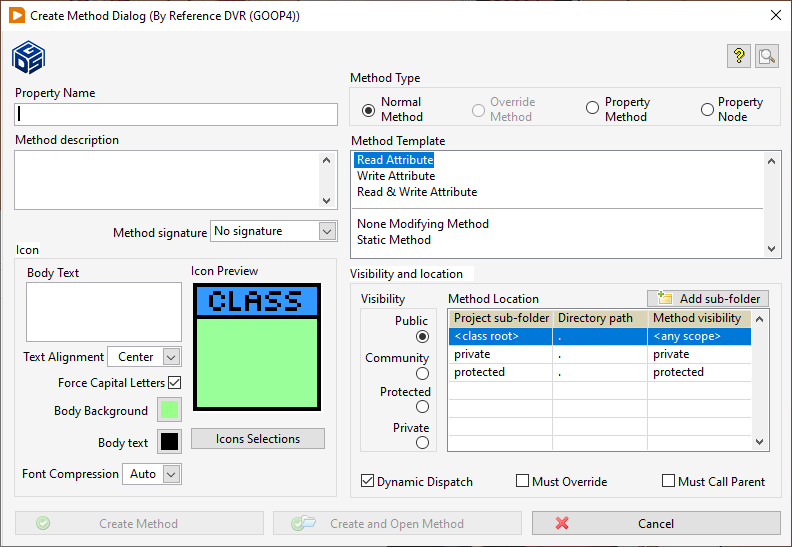 Create Method Dialog (By Reference DVR (GOOP4))
GDS
?
Property Name
Method description
Method signature No signature
Icon
Body Text
Icon Preview
CLASS
Text Alignment Center
Force Capital Letters
Body Background
Body text
Icons Selections
Font Compression Auto
Method Type
Normal Method
Override Method
Property Method
Property Node
Method Template
Read Attribute
Write Attribute
Read & Write Attribute
None Modifying Method
Static Method
Visibility and location
Visibility
Public
Community
Protected
Private
Method Location
Add sub-folder
Project sub-folder Directory path Method visibility
<class root> . <any scope>
private . private
protected . protected
Dynamic Dispatch
Must Override
Must Call Parent
Create Method
Create and Open Method
Cancel